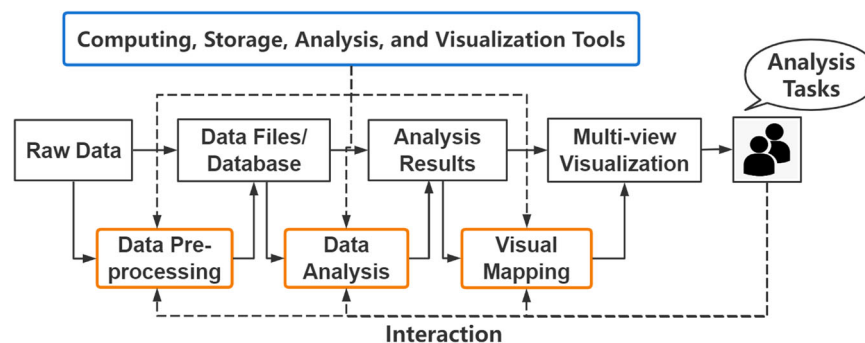 Computing, Storage, Analysis, and Visualization Tools
Analysis
Tasks
Raw Data
Data Files/
Database
Analysis
Results
Multi-view
Visualization
Data Pre-
processing
Data
Analysis
Visual
Mapping
Interaction